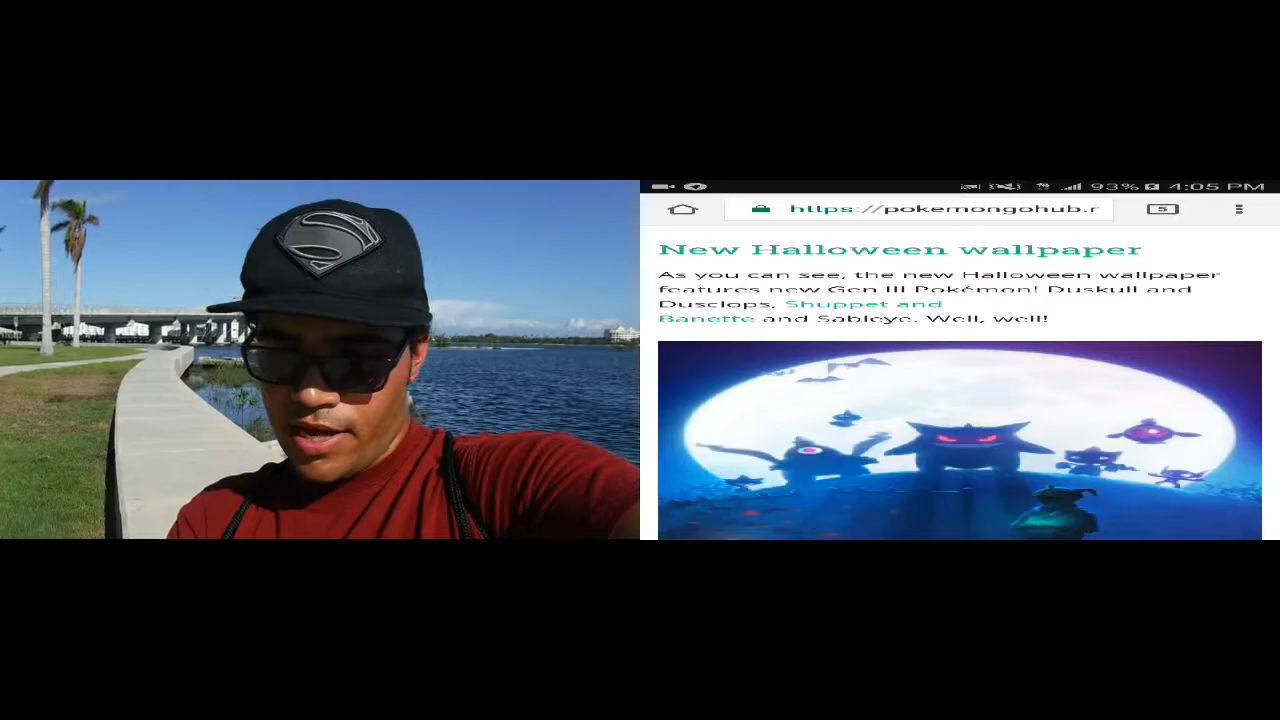 93% 4:05 PM
https://pokemongohub.r
5
New Halloween wallpaper
As you can see, the new Halloween wallpaper
features new Gen III Pokémon! Duskull and
Dusclops, Shuppet and
Banette and Sableye. Well, well!